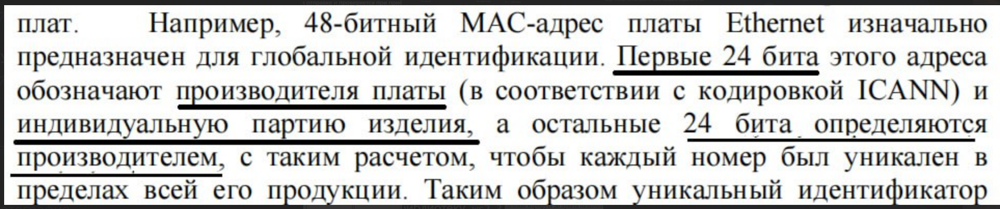 плат. Например, 48-битный MAC-адрес платы Ethernet изначально
предназначен для глобальной идентификации. Первые 24 бита этого адреса
обозначают производителя платы (в соответствии с кодировкой ICANN) и
индивидуальную партию изделия, а остальные 24 бита определяются
производителем, с таким расчетом, чтобы каждый номер был уникален в
пределах всей его продукции. Таким образом уникальный идентификатор